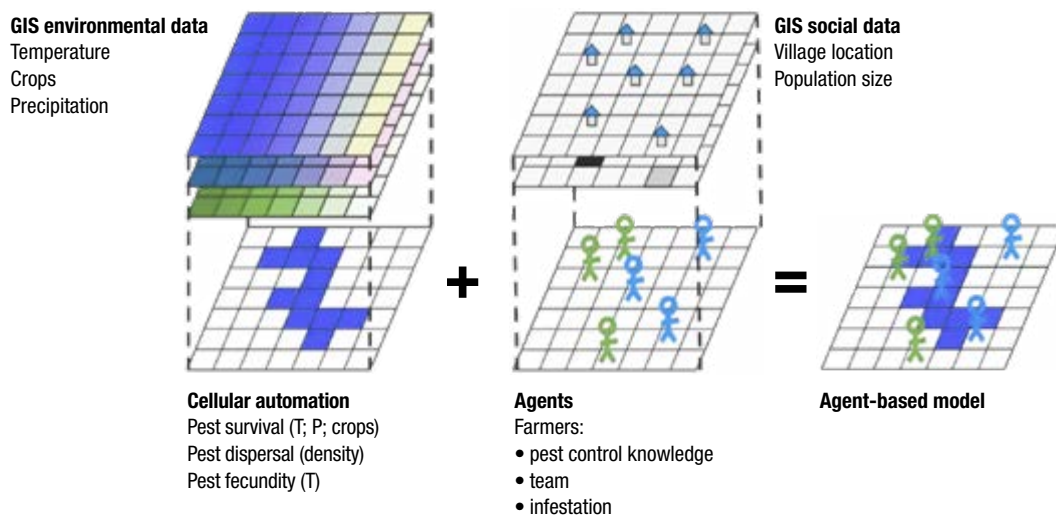 GIS environmental data
Temperature
Crops
Precipitation
GIS social data
Village location
Population size
+
=
Cellular automation
Pest survival (T; P; crops)
Pest dispersal (density)
Pest fecundity (T)
Agents
Farmers:
• pest control knowledge
• team
• infestation
Agent-based model